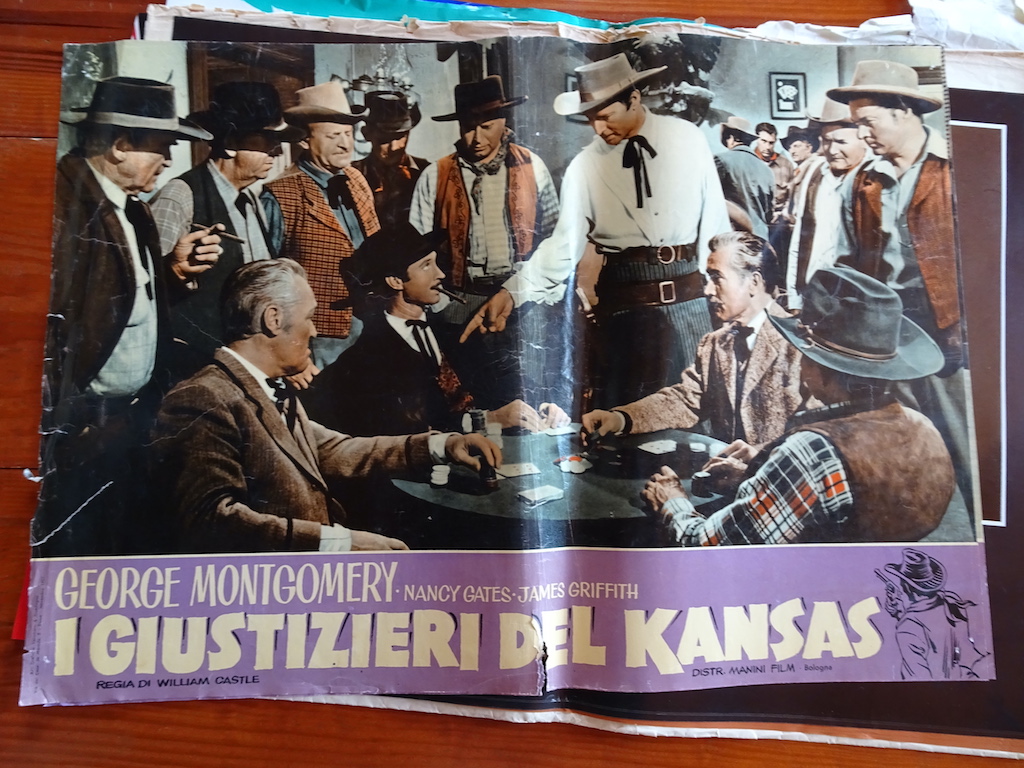 GEORGE MONTGOMERY · NANCY GATES · JAMES GRIFFITH
I GIUSTIZIERI DEL KANSAS
REGIA DI WILLIAM CASTLE
DISTR. MANINI FILM - Bologna